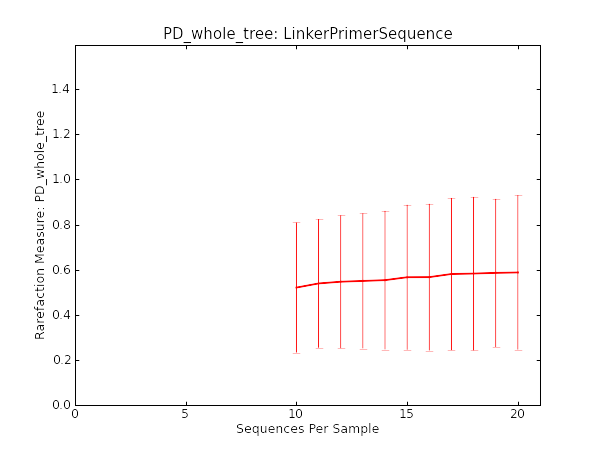 PD_whole_tree: LinkerPrimerSequence
Rarefaction Measure: PD_whole_tree
1.4
1.2
1.0
0.8
0.6
0.4
0.2
0.0
0 5 10 15 20
Sequences Per Sample